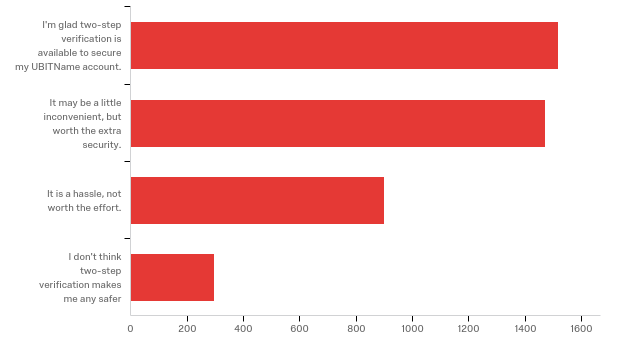 I'm glad two-step
verification is
available to secure
my UBITName account.
It may be a little
inconvenient, but
worth the extra
security.
It is a hassle, not
worth the effort.
I don't think
two-step
verification makes
me any safer
0 200 400 600 800 1000 1200 1400 1600